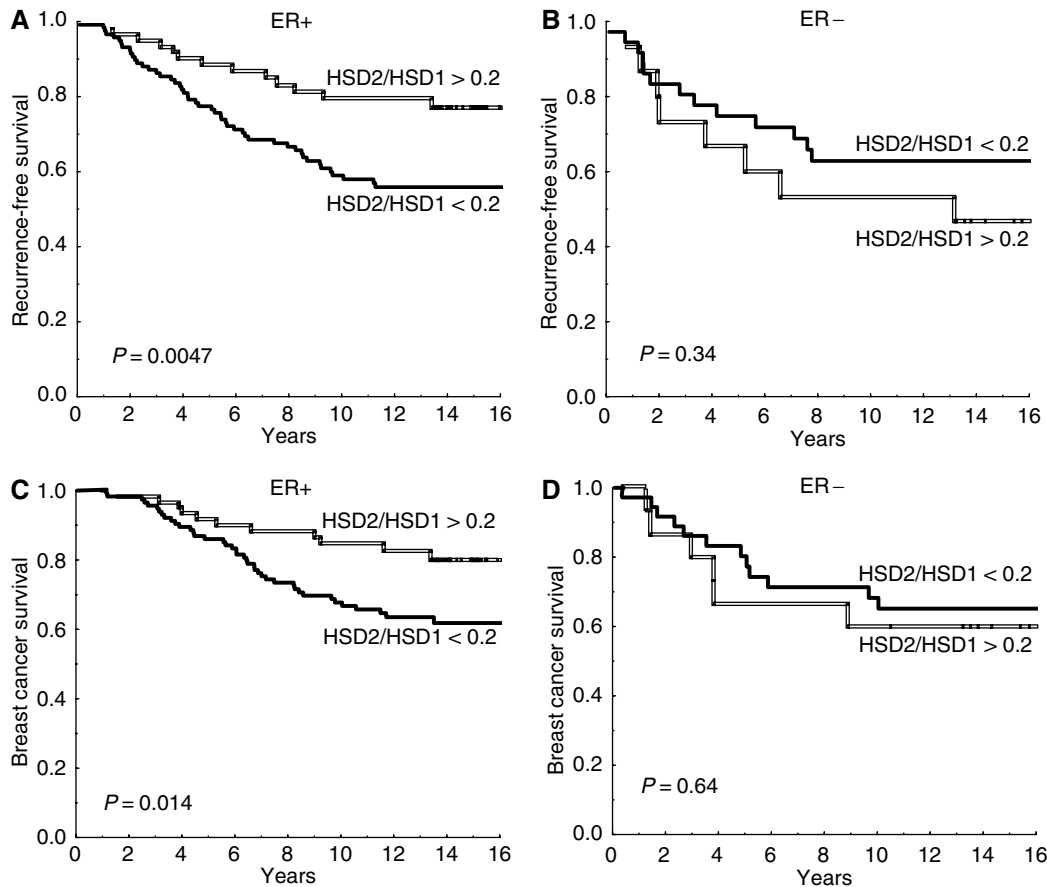 A
ER+
1.0
0.8
0.6
0.4
0.2
0.0
Recurrence-free survival
HSD2/HSD1 > 0.2
HSD2/HSD1 < 0.2
P = 0.0047
0 2 4 6 8 10 12 14 16
Years
B
ER−
1.0
0.8
0.6
0.4
0.2
0.0
Recurrence-free survival
HSD2/HSD1 < 0.2
HSD2/HSD1 > 0.2
P = 0.34
0 2 4 6 8 10 12 14 16
Years
C
ER+
1.0
0.8
0.6
0.4
0.2
0.0
Breast cancer survival
HSD2/HSD1 > 0.2
HSD2/HSD1 < 0.2
P = 0.014
0 2 4 6 8 10 12 14 16
Years
D
ER−
1.0
0.8
0.6
0.4
0.2
0.0
Breast cancer survival
HSD2/HSD1 < 0.2
HSD2/HSD1 > 0.2
P = 0.64
0 2 4 6 8 10 12 14 16
Years